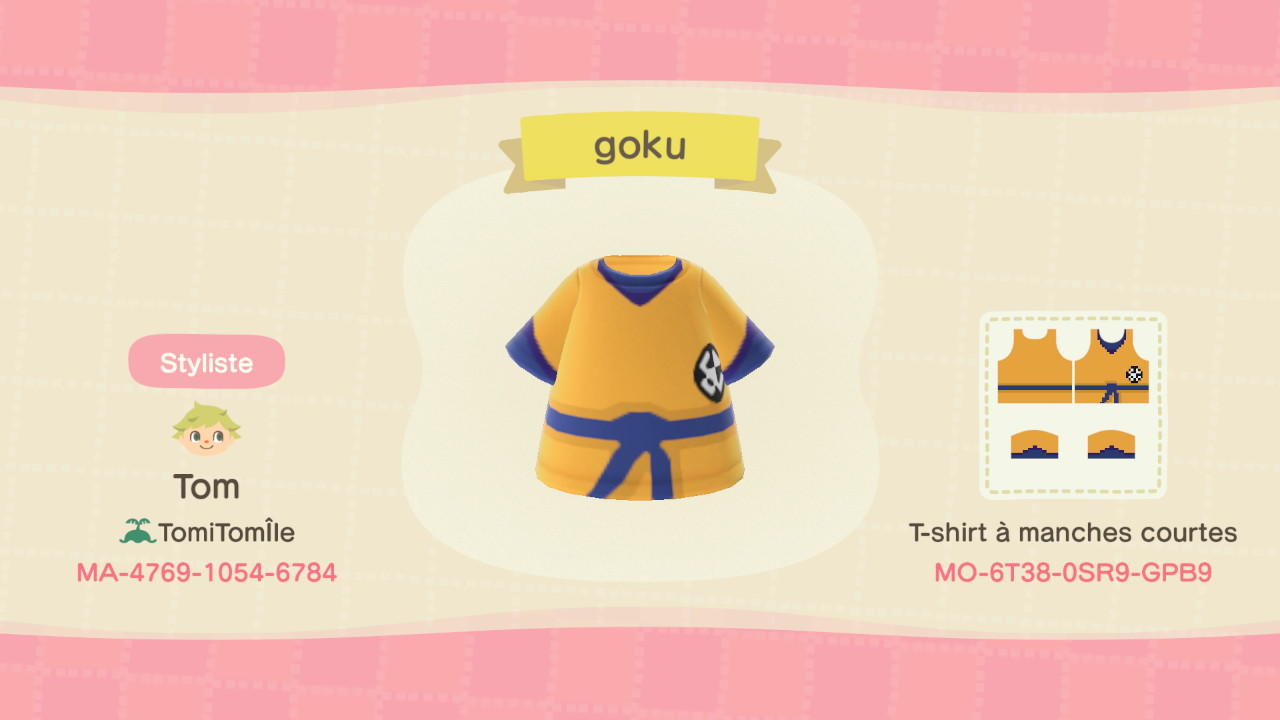 goku
Styliste
Tom
TomiTomÎle
MA-4769-1054-6784
T-shirt à manches courtes
MO-6T38-0SR9-GPB9